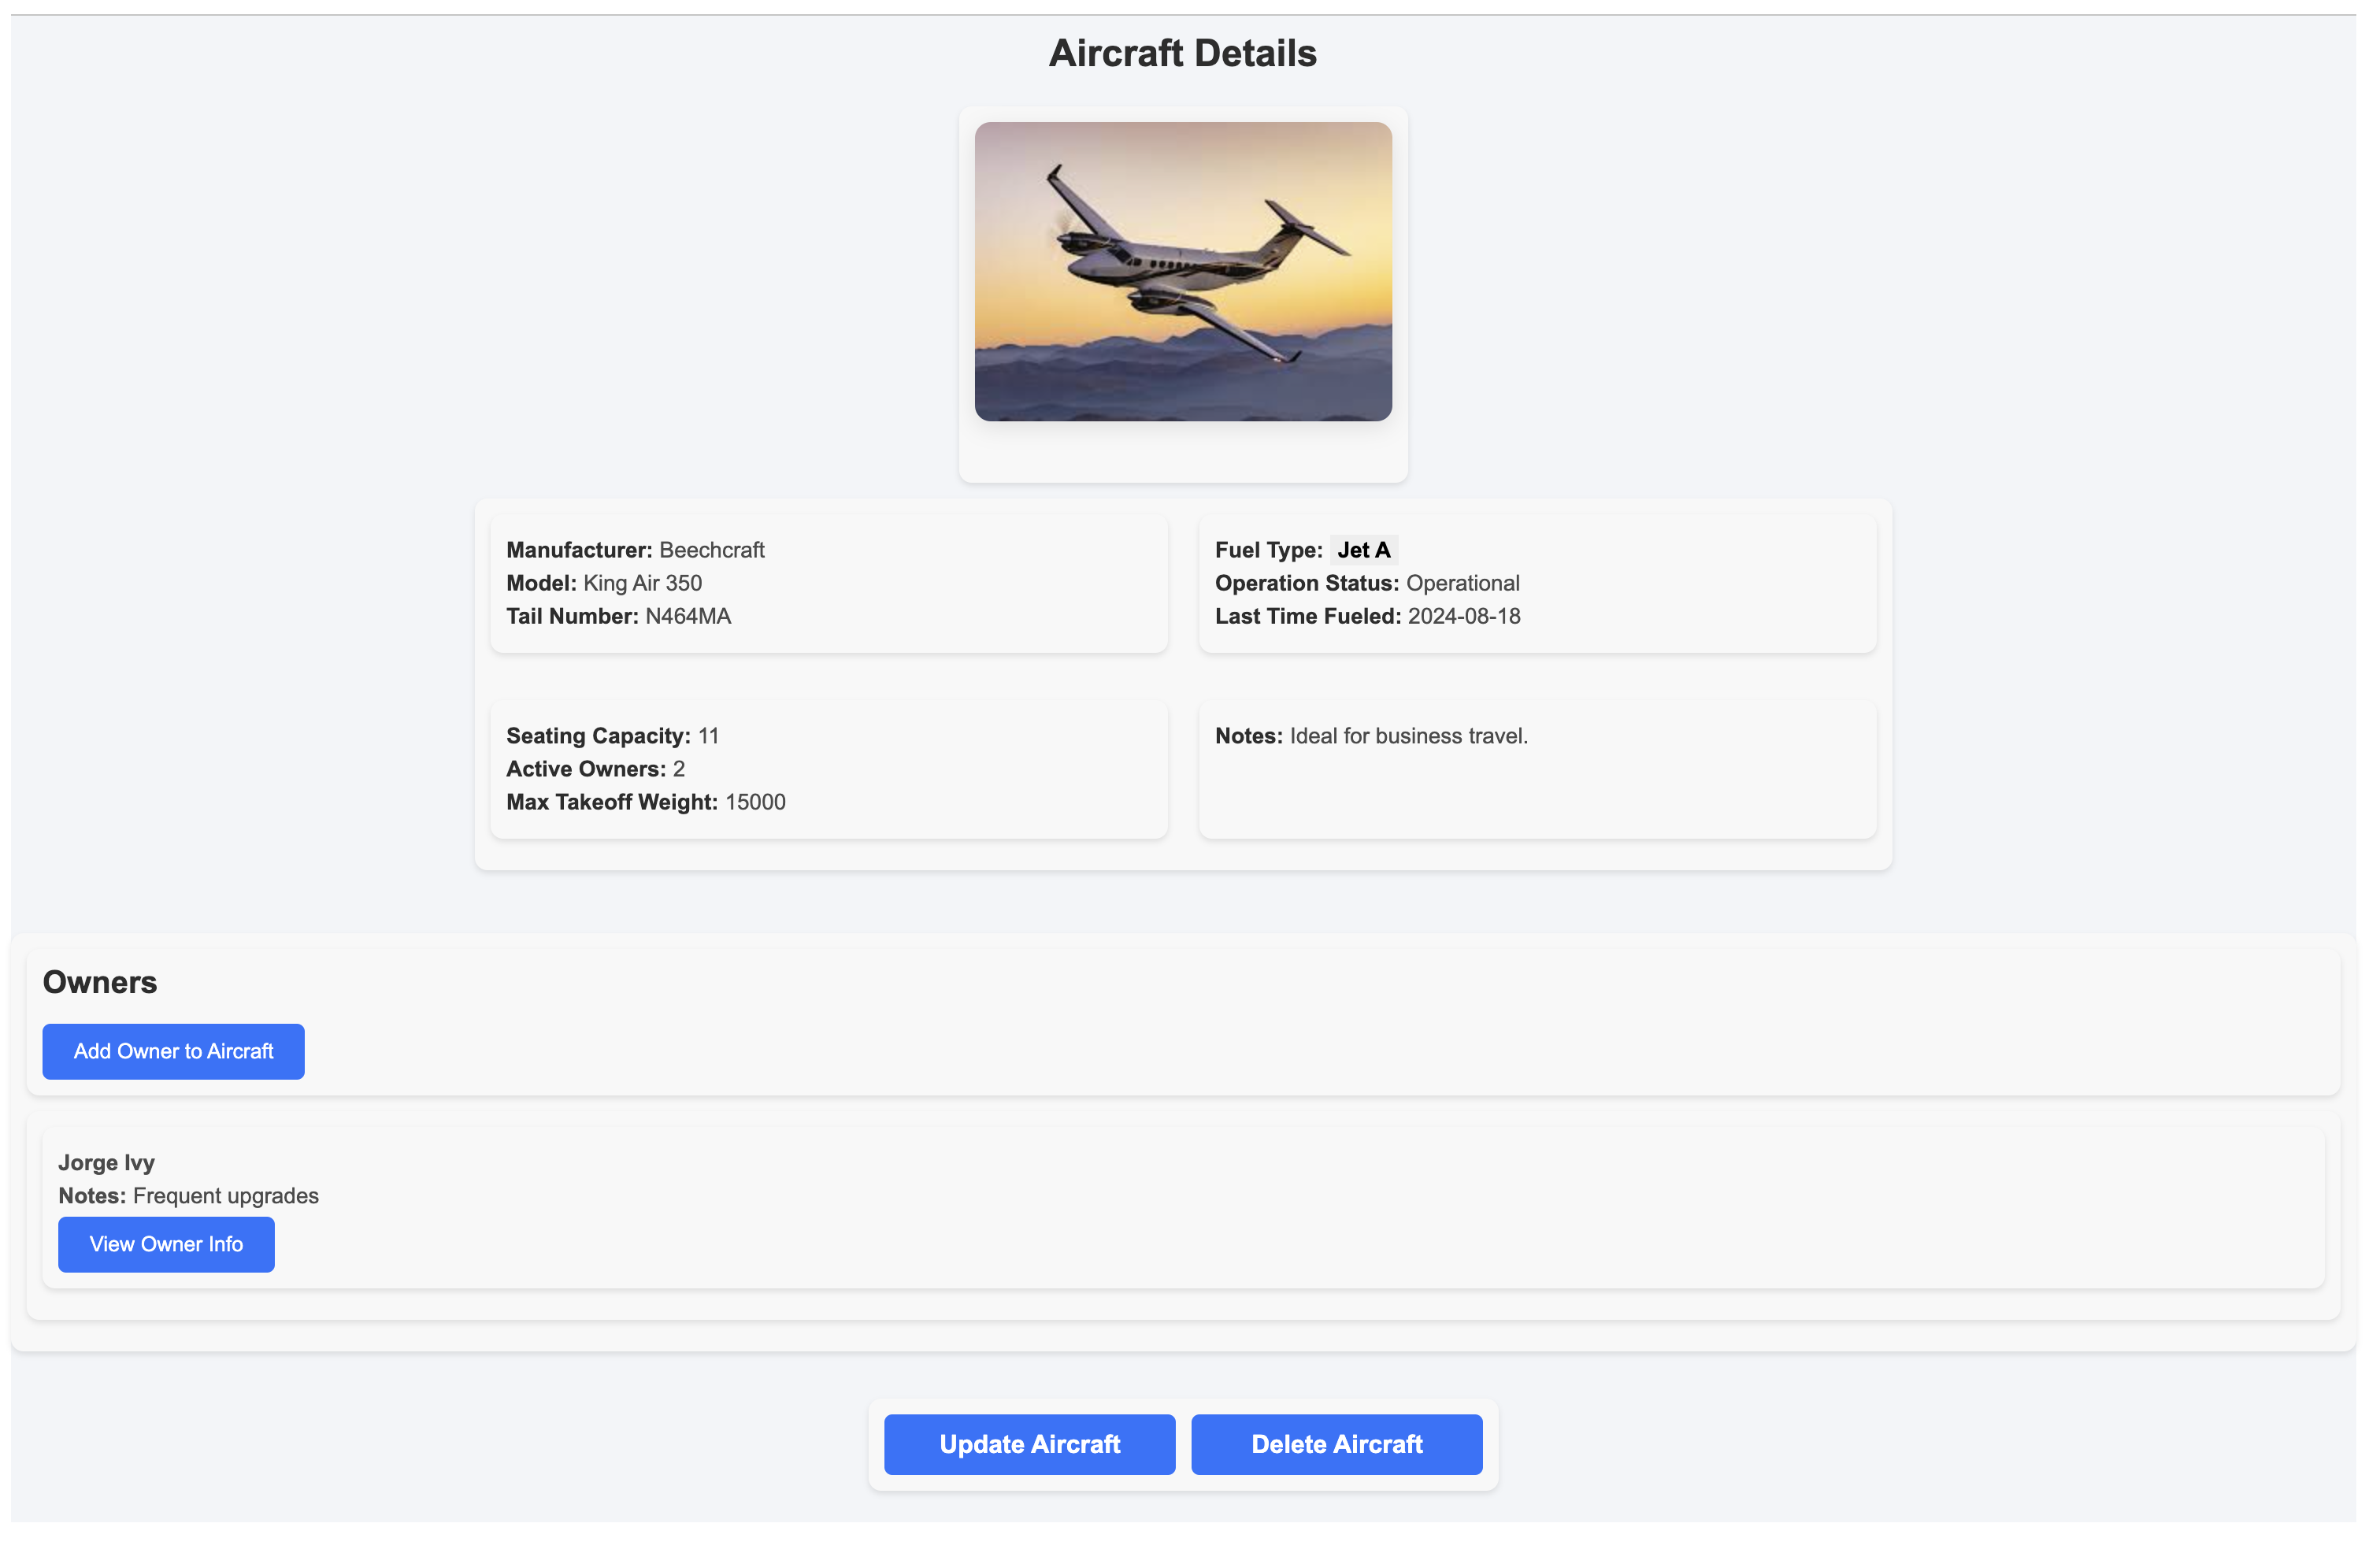 Aircraft Details
Manufacturer: Beechcraft
Model: King Air 350
Tail Number: N464MA
Fuel Type: Jet A
Operation Status: Operational
Last Time Fueled: 2024-08-18
Seating Capacity: 11
Active Owners: 2
Max Takeoff Weight: 15000
Notes: Ideal for business travel.
Owners
Add Owner to Aircraft
Jorge Ivy
Notes: Frequent upgrades
View Owner Info
Update Aircraft
Delete Aircraft